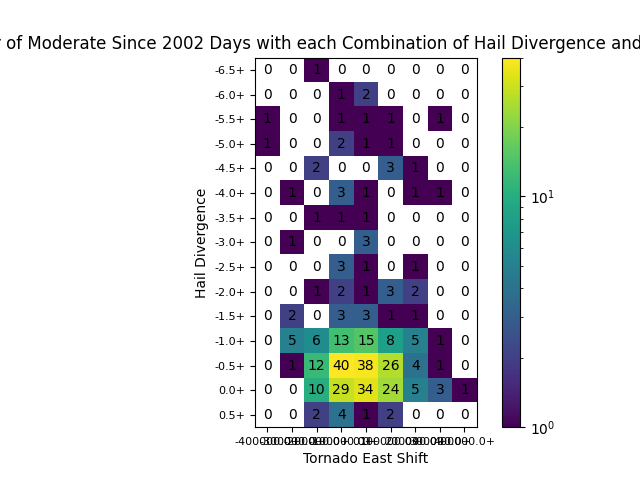 of Moderate Since 2002 Days with each Combination of Hail Divergence and
-6.5+ 0 0 1 0 0 0 0 0 0
-6.0+ 0 0 0 1 2 0 0 0 0
-5.5+ 1 0 0 1 1 1 0 1 0
-5.0+ 1 0 0 2 1 1 0 0 0
-4.5+ 0 0 2 0 0 3 1 0 0
-4.0+ 0 1 0 3 1 0 1 1 0
-3.5+ 0 0 1 1 1 0 0 0 0
-3.0+ 0 1 0 0 3 0 0 0 0
-2.5+ 0 0 0 3 1 0 1 0 0
-2.0+ 0 0 1 2 1 3 2 0 0
-1.5+ 0 2 0 3 3 1 1 0 0
-1.0+ 0 5 6 13 15 8 5 1 0
-0.5+ 0 1 12 40 38 26 4 1 0
0.0+ 0 0 10 29 34 24 5 3 1
0.5+ 0 0 2 4 1 2 0 0 0
Hail Divergence
Tornado East Shift
10^1
10^0